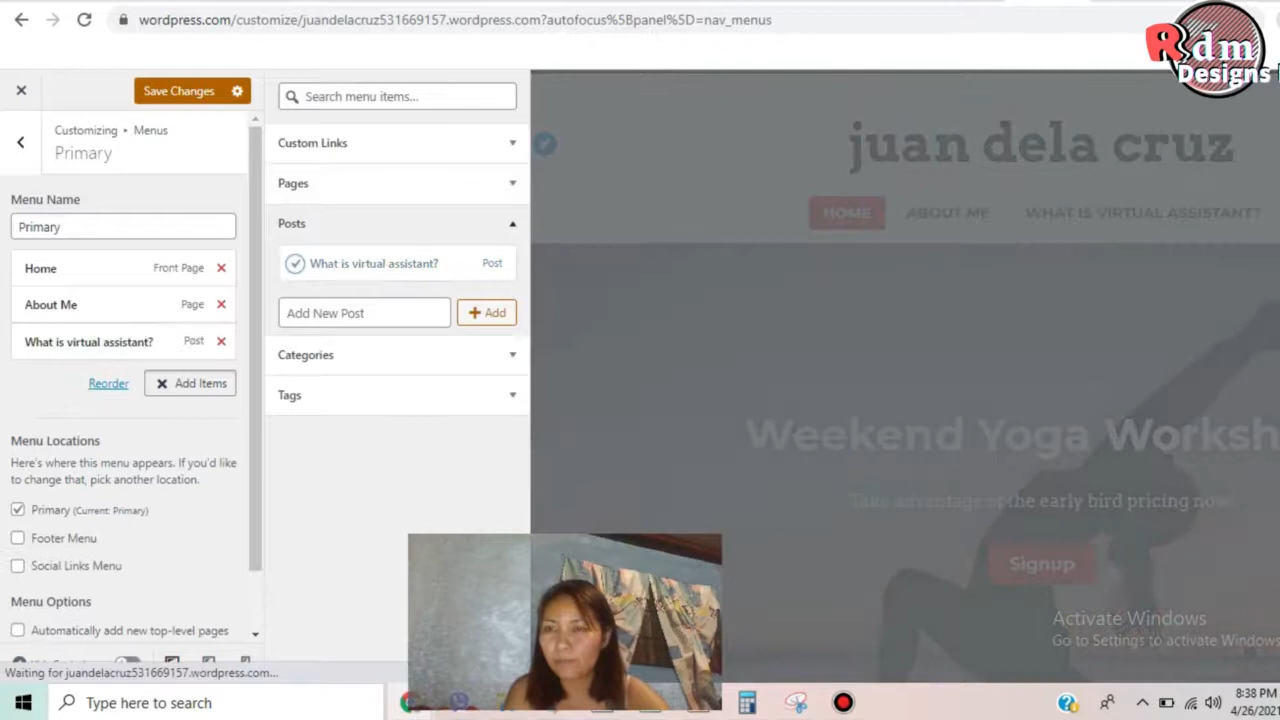 wordpress.com/customize/juandelacruz531669157.wordpress.com?autofocus%5Bpanel%5D=nav_menus
Rdm
Designs
Save Changes
Search menu items...
Customizing • Menus
Primary
Custom Links
juan dela cruz
Pages
Menu Name
Primary
Posts
HOME
ABOUT ME
WHAT IS VIRTUAL ASSISTANT?
Home Front Page
What is virtual assistant? Post
About Me Page
Add New Post
Add
What is virtual assistant? Post
Categories
Reorder
Add Items
Tags
Menu Locations
Here's where this menu appears. If you'd like to change that, pick another location.
Weekend Yoga Worksh
Primary (Current: Primary)
Take advantage of the early bird pricing now
Footer Menu
Social Links Menu
Signup
Menu Options
Automatically add new top-level pages
Activate Windows
Go to Settings to activate Windows
Waiting for juandelacruz531669157.wordpress.com...
Type here to search
8:38 PM
4/26/2021